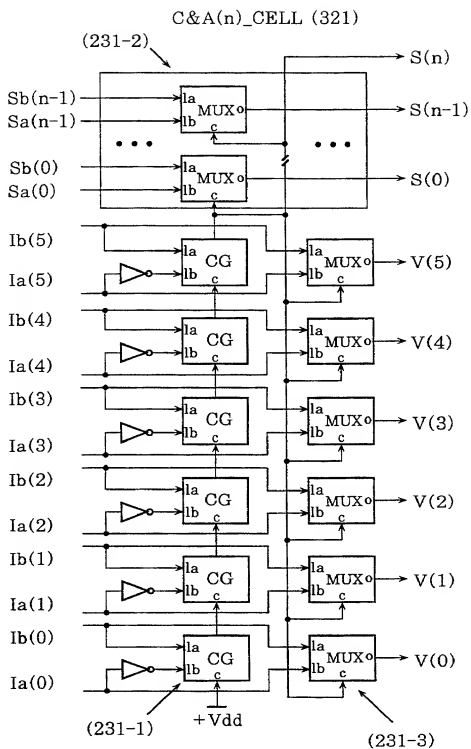 C&A(n)_CELL (321)
(231-2)
S(n)
Sb(n-1) Ia MUX o S(n-1)
Sa(n-1) Ib c
• • • • • •
Sb(0) Ia MUX o S(0)
Sa(0) Ib c
Ib(5)
Ia CG Ia MUX o V(5)
Ia(5) Ib c Ib c
Ib(4)
Ia CG Ia MUX o V(4)
Ia(4) Ib c Ib c
Ib(3)
Ia CG Ia MUX o V(3)
Ia(3) Ib c Ib c
Ib(2)
Ia CG Ia MUX o V(2)
Ia(2) Ib c Ib c
Ib(1)
Ia CG Ia MUX o V(1)
Ia(1) Ib c Ib c
Ib(0)
Ia CG Ia MUX o V(0)
Ia(0) Ib c Ib c
(231-1) +Vdd (231-3)